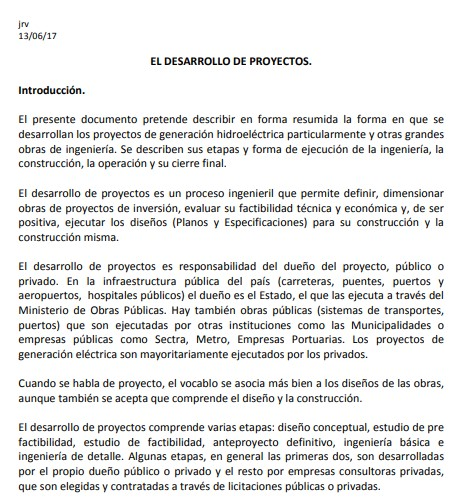 jrv
13/06/17
EL DESARROLLO DE PROYECTOS.
Introducción.
El presente documento pretende describir en forma resumida la forma en que se
desarrollan los proyectos de generación hidroeléctrica particularmente y otras grandes
obras de ingeniería. Se describen sus etapas y forma de ejecución de la ingeniería, la
construcción, la operación y su cierre final.
El desarrollo de proyectos es un proceso ingenieril que permite definir, dimensionar
obras de proyectos de inversión, evaluar su factibilidad técnica y económica y, de ser
positiva, ejecutar los diseños (Planos y Especificaciones) para su construcción y la
construcción misma.
El desarrollo de proyectos es responsabilidad del dueño del proyecto, público o
privado. En la infraestructura pública del país (carreteras, puentes, puertos y
aeropuertos, hospitales públicos) el dueño es el Estado, el que las ejecuta a través del
Ministerio de Obras Públicas. Hay también obras públicas (sistemas de transportes,
puertos) que son ejecutadas por otras instituciones como las Municipalidades o
empresas públicas como Sectra, Metro, Empresas Portuarias. Los proyectos de
generación eléctrica son mayoritariamente ejecutados por los privados.
Cuando se habla de proyecto, el vocablo se asocia más bien a los diseños de las obras,
aunque también se acepta que comprende el diseño y la construcción.
El desarrollo de proyectos comprende varias etapas: diseño conceptual, estudio de pre
factibilidad, estudio de factibilidad, anteproyecto definitivo, ingeniería básica e
ingeniería de detalle. Algunas etapas, en general las primeras dos, son desarrolladas
por el propio dueño público o privado y el resto por empresas consultoras privadas,
que son elegidas y contratadas a través de licitaciones públicas o privadas.